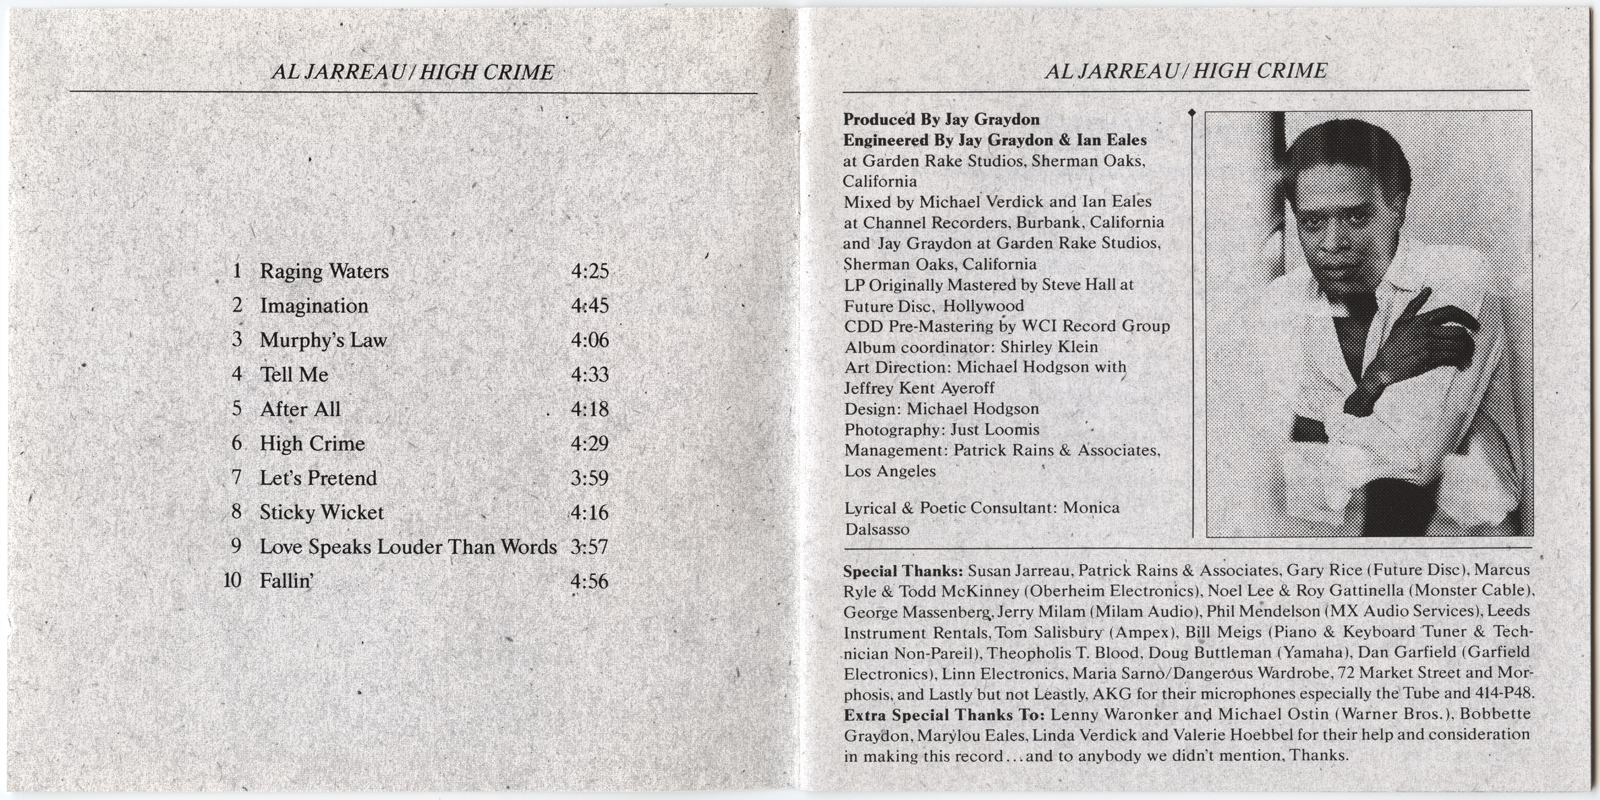 AL JARREAU/HIGH CRIME
1 Raging Waters 4:25
2 Imagination 4:45
3 Murphy's Law 4:06
4 Tell Me 4:33
5 After All 4:18
6 High Crime 4:29
7 Let's Pretend 3:59
8 Sticky Wicket 4:16
9 Love Speaks Louder Than Words 3:57
10 Fallin' 4:56
AL JARREAU/HIGH CRIME
Produced By Jay Graydon
Engineered By Jay Graydon & Ian Eales
at Garden Rake Studios, Sherman Oaks,
California
Mixed by Michael Verdick and Ian Eales
at Channel Recorders, Burbank, California
and Jay Graydon at Garden Rake Studios,
Sherman Oaks, California
LP Originally Mastered by Steve Hall at
Future Disc, Hollywood
CDD Pre-Mastering by WCI Record Group
Album coordinator: Shirley Klein
Art Direction: Michael Hodgson with
Jeffrey Kent Ayeroff
Design: Michael Hodgson
Photography: Just Loomis
Management: Patrick Rains & Associates,
Los Angeles
Lyrical & Poetic Consultant: Monica
Dalsasso
Special Thanks: Susan Jarreau, Patrick Rains & Associates, Gary Rice (Future Disc), Marcus
Ryle & Todd McKinney (Oberheim Electronics), Noel Lee & Roy Gattinella (Monster Cable),
George Massenberg, Jerry Milam (Milam Audio), Phil Mendelson (MX Audio Services), Leeds
Instrument Rentals, Tom Salisbury (Ampex), Bill Meigs (Piano & Keyboard Tuner & Tech-
nician Non-Pareil), Theopholis T. Blood, Doug Buttleman (Yamaha), Dan Garfield (Garfield
Electronics), Linn Electronics, Maria Sarno/Dangerous Wardrobe, 72 Market Street and Mor-
phosis, and Lastly but not Leastly, AKG for their microphones especially the Tube and 414-P48.
Extra Special Thanks To: Lenny Waronker and Michael Ostin (Warner Bros.), Bobbette
Graydon, Marylou Eales, Linda Verdick and Valerie Hoebbel for their help and consideration
in making this record...and to anybody we didn't mention, Thanks.